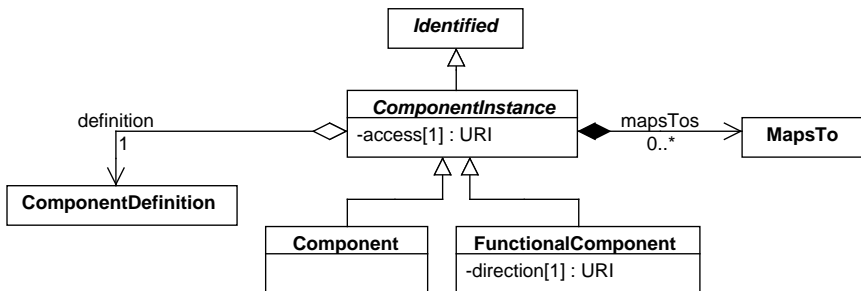 Identified
ComponentInstance
-access[1] : URI
definition
1
mapsTos
0..*
MapsTo
ComponentDefinition
Component
FunctionalComponent
-direction[1] : URI